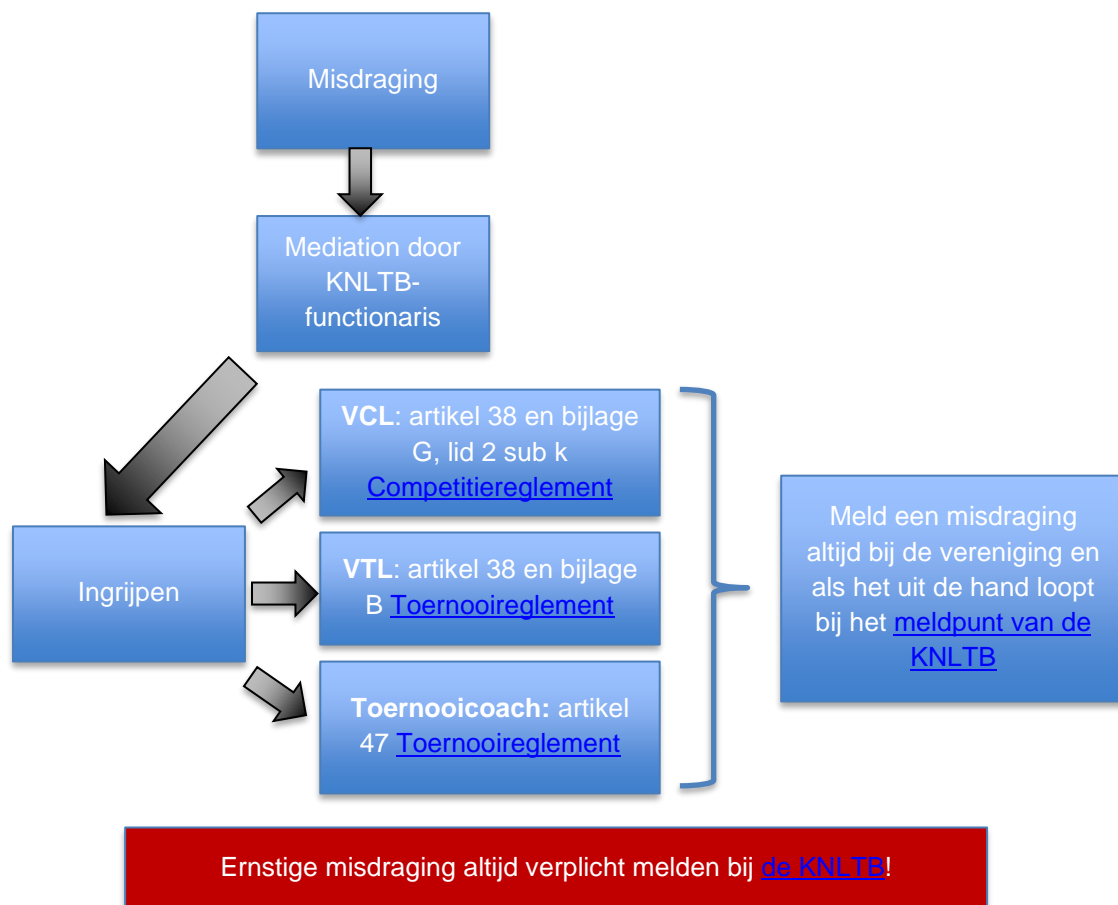 Misdraging
Mediation door
KNLTB-
functionaris
Ingrijpen
VCL: artikel 38 en bijlage
G, lid 2 sub k
Competitiereglement
VTL: artikel 38 en bijlage
B Toernooireglement
Toernooicoach: artikel
47 Toernooireglement
Meld een misdraging
altijd bij de vereniging en
als het uit de hand loopt
bij het meldpunt van de
KNLTB
Ernstige misdraging altijd verplicht melden bij de KNLTB!